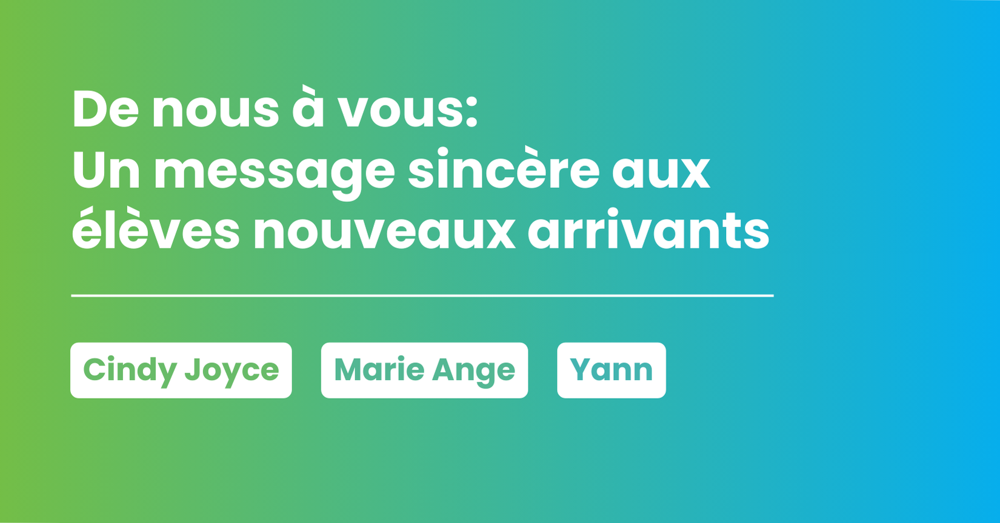 De nous à vous:
Un message sincère aux
élèves nouveaux arrivants
Cindy Joyce Marie Ange Yann